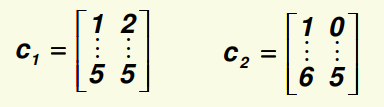 c₁ = [1 2 ⋮ ⋮ 5 5] c₂ = [1 0 ⋮ ⋮ 6 5]